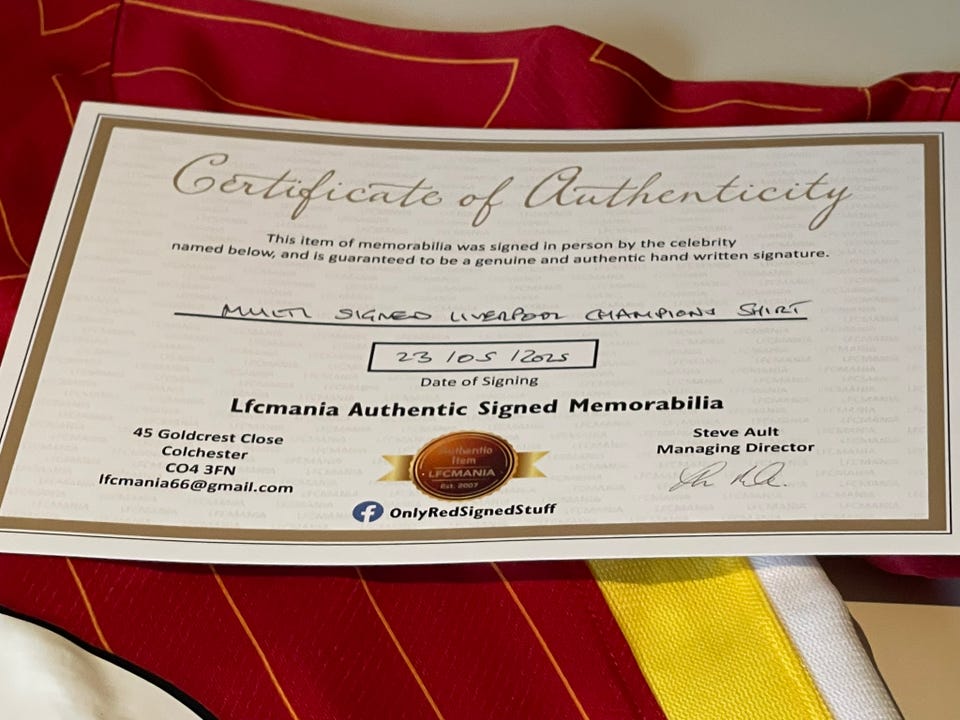 Certificate of Authenticity
This item of memorabilia was signed in person by the celebrity
named below, and is guaranteed to be a genuine and authentic hand written signature.
MULTI SIGNED LIVERPOOL CHAMPIONS SHIRT
23/05/2025
Date of Signing
Lfcmania Authentic Signed Memorabilia
45 Goldcrest Close
Colchester
CO4 3FN
lfcmania66@gmail.com
Authentic
Item
LFCMANIA
Est. 2007
Steve Ault
Managing Director
OnlyRedSignedStuff